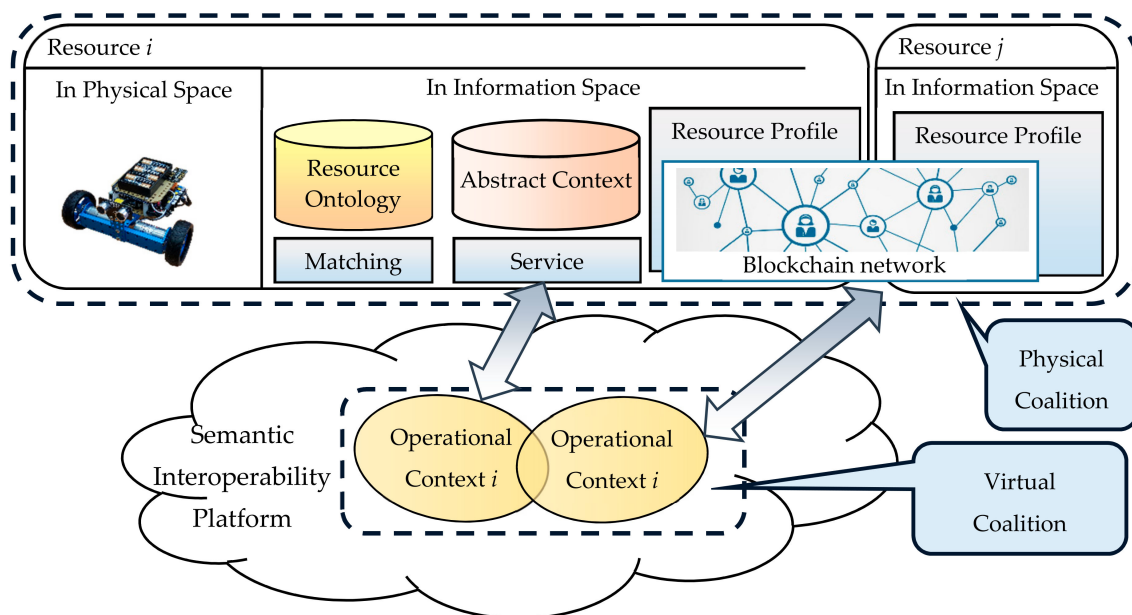 Resource i
Resource j
In Physical Space
In Information Space
In Information Space
Resource
Ontology
Abstract Context
Resource Profile
Resource Profile
Matching
Service
Blockchain network
Physical
Coalition
Semantic
Interoperability
Platform
Operational
Context i
Operational
Context i
Virtual
Coalition